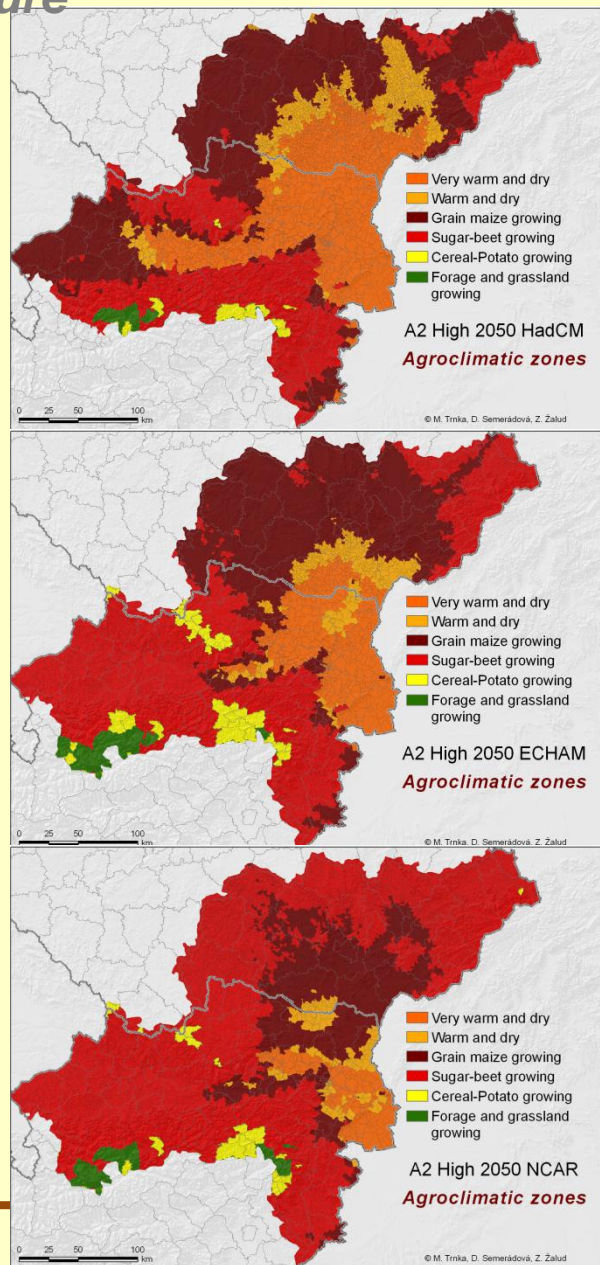 Very warm and dry
Warm and dry
Grain maize growing
Sugar-beet growing
Cereal-Potato growing
Forage and grassland
growing
A2 High 2050 HadCM
Agroclimatic zones
0 25 50 100
km
© M. Trnka, D. Semerádová, Z. Žalud
Very warm and dry
Warm and dry
Grain maize growing
Sugar-beet growing
Cereal-Potato growing
Forage and grassland
growing
A2 High 2050 ECHAM
Agroclimatic zones
0 25 50 100
km
© M. Trnka, D. Semerádová, Z. Žalud
Very warm and dry
Warm and dry
Grain maize growing
Sugar-beet growing
Cereal-Potato growing
Forage and grassland
growing
A2 High 2050 NCAR
Agroclimatic zones
0 25 50 100
km
© M. Trnka, D. Semerádová, Z. Žalud